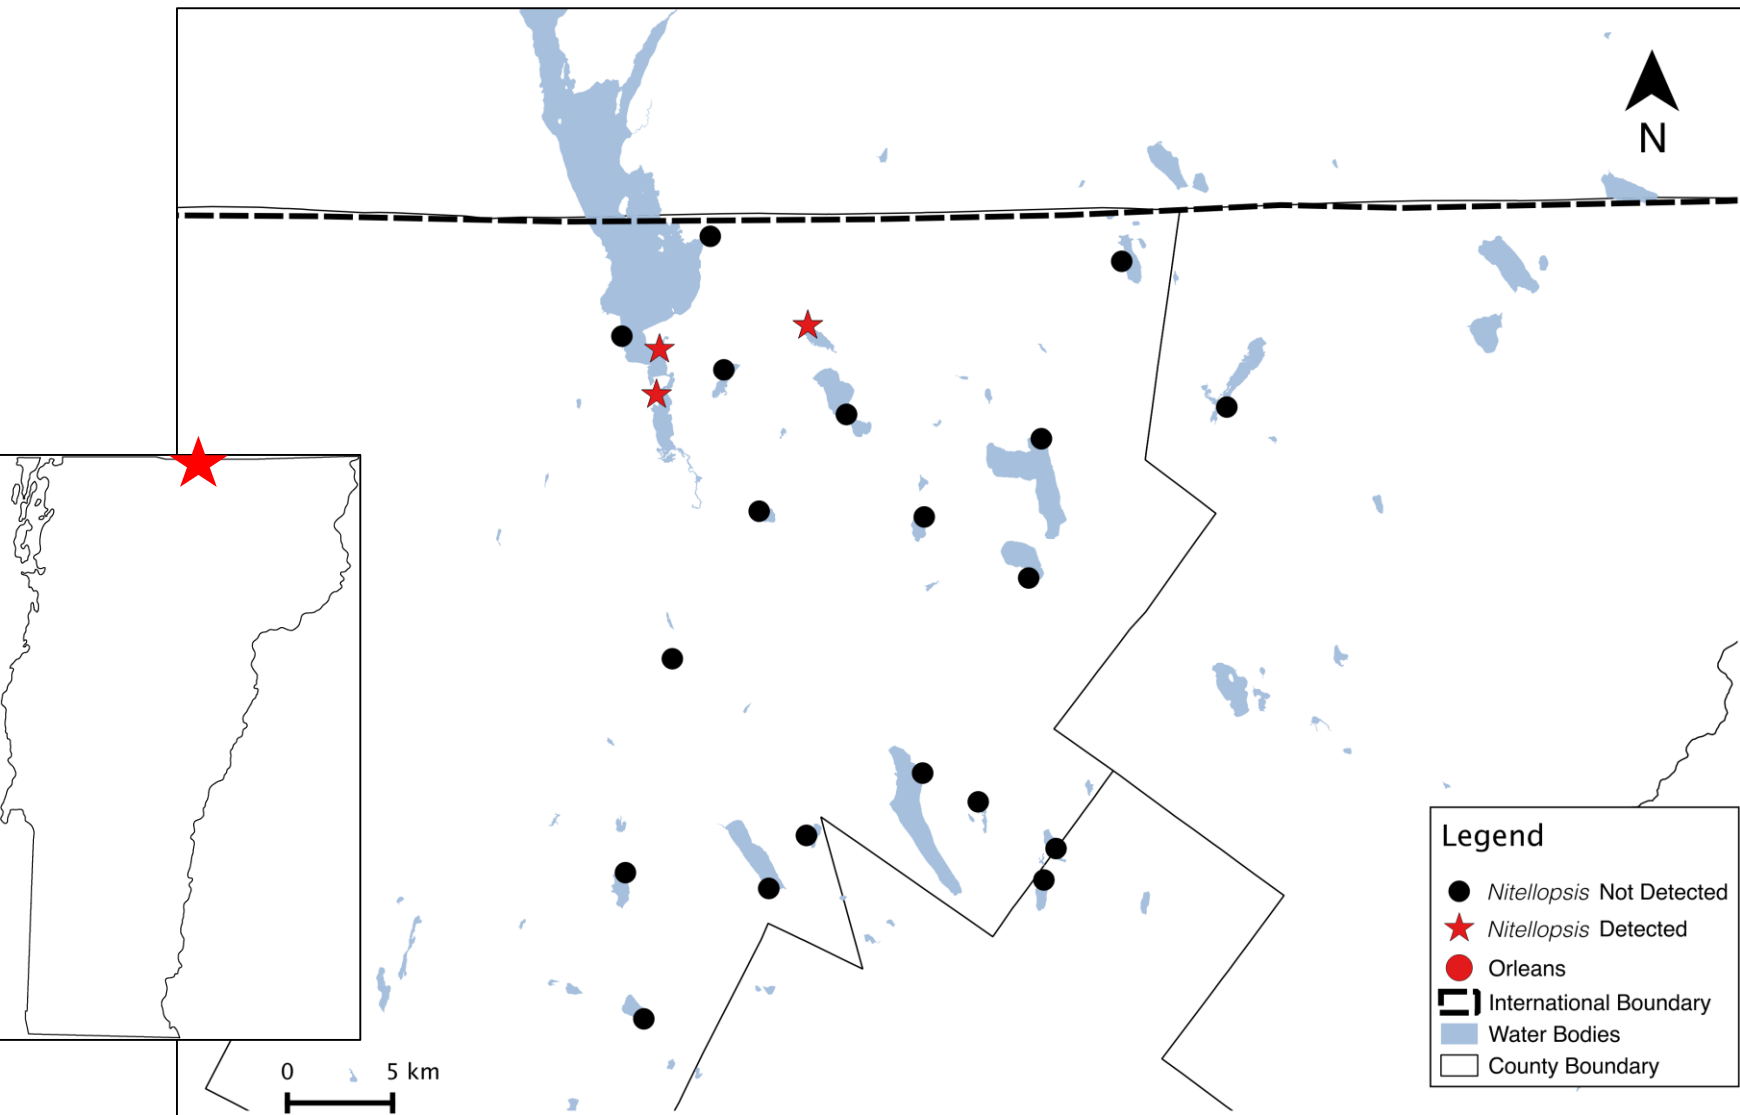 N
0 5 km
Legend
Nitellopsis Not Detected
Nitellopsis Detected
Orleans
International Boundary
Water Bodies
County Boundary